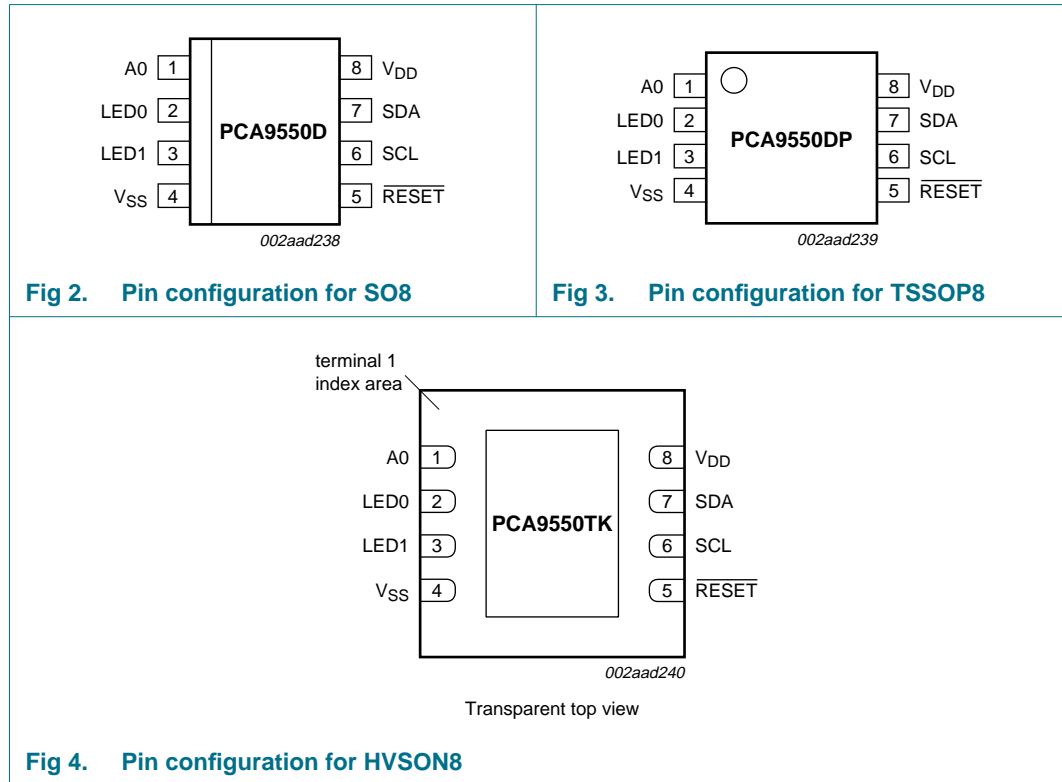 A0 1
LED0 2
LED1 3
VSS 4
PCA9550D
8 VDD
7 SDA
6 SCL
5 RESET
002aad238
Fig 2. Pin configuration for SO8
A0 1
LED0 2
LED1 3
VSS 4
PCA9550DP
8 VDD
7 SDA
6 SCL
5 RESET
002aad239
Fig 3. Pin configuration for TSSOP8
terminal 1
index area
A0 1
LED0 2
LED1 3
VSS 4
PCA9550TK
8 VDD
7 SDA
6 SCL
5 RESET
002aad240
Transparent top view
Fig 4. Pin configuration for HVSON8